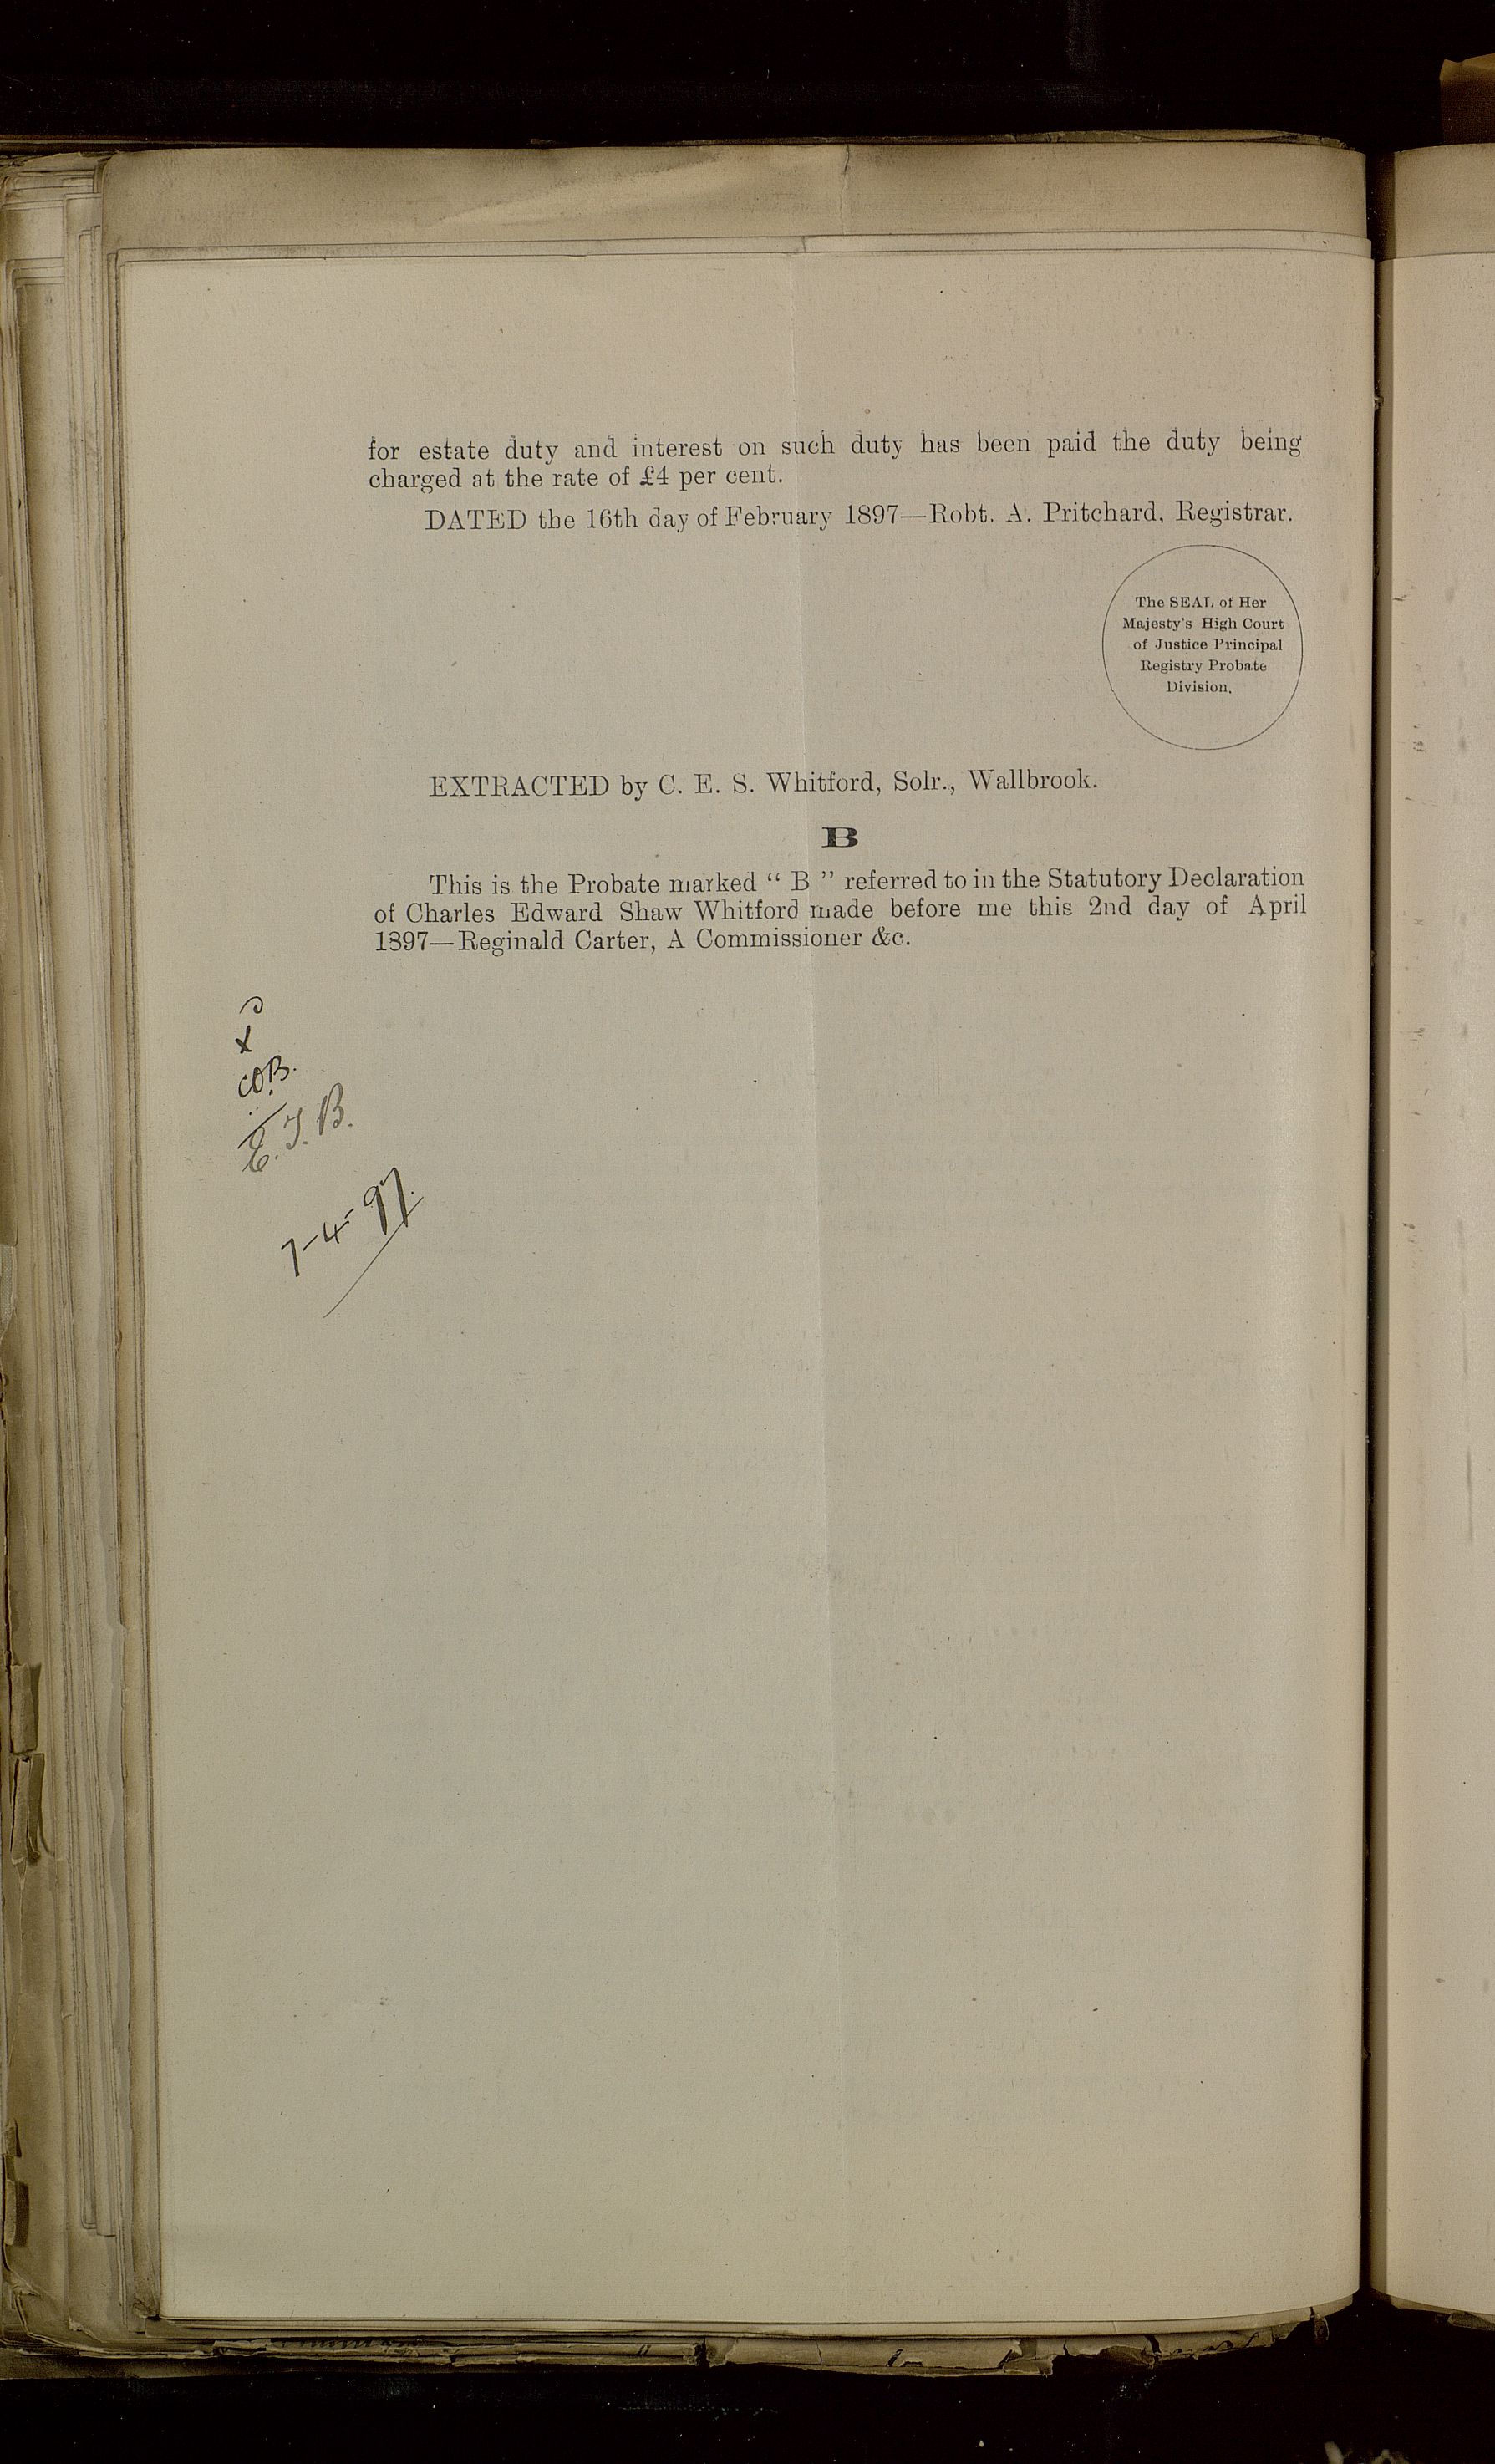 for estate duty and interest on such duty has been paid the duty being
charged at the rate of £4 per cent.
DATED the 16th day of February 1897—Robt. A. Pritchard, Registrar.
The SEAL of Her
Majesty's High Court
of Justice Principal
Registry Probate
Division.
EXTRACTED by C. E. S. Whitford, Solr., Wallbrook.
B
This is the Probate marked “ B ” referred to in the Statutory Declaration
of Charles Edward Shaw Whitford made before me this 2nd day of April
1897—Reginald Carter, A Commissioner &c.
x
COB.
E. J. B.
7-4-97.